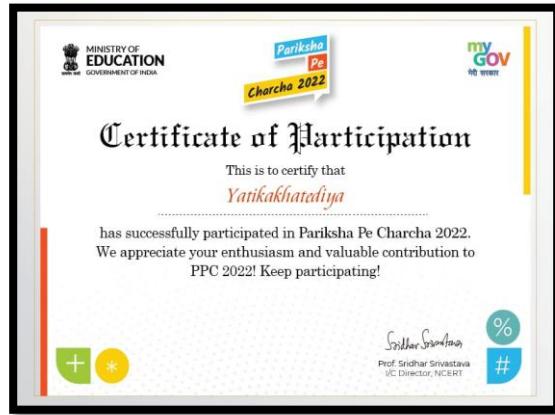 MINISTRY OF
EDUCATION
GOVERNMENT OF INDIA
Pariksha
Pe
Charcha 2022
my
GOV
मेरी सरकार
Certificate of Participation
This is to certify that
Yatikakhatediya
has successfully participated in Pariksha Pe Charcha 2022.
We appreciate your enthusiasm and valuable contribution to
PPC 2022! Keep participating!
Sridhar Srivastava
Prof. Sridhar Srivastava
I/C Director, NCERT
+ *
%
#